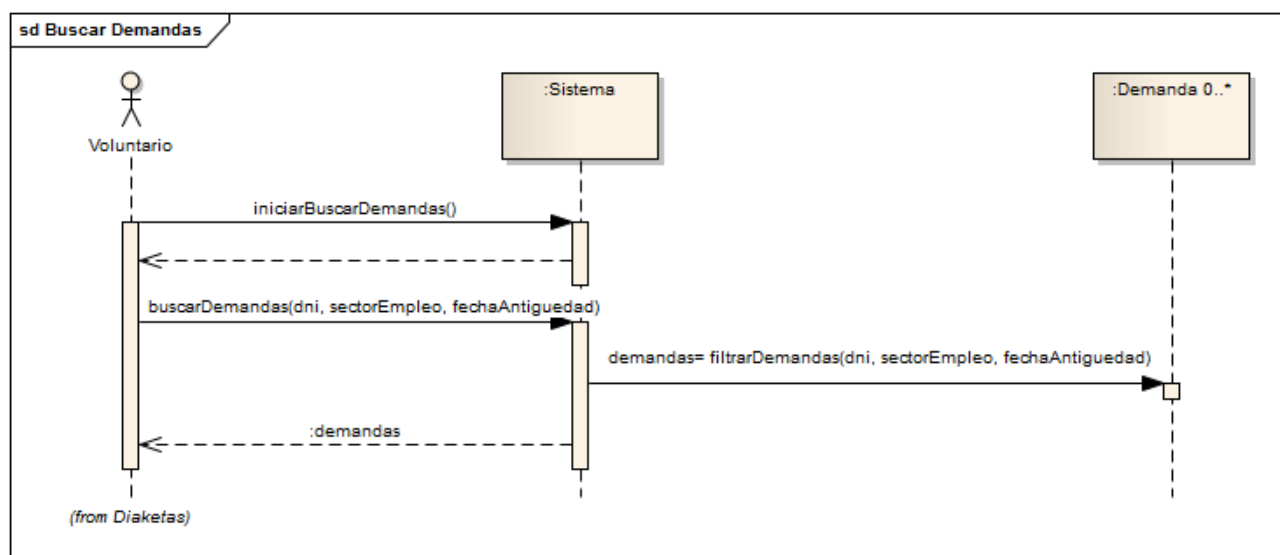 sd Buscar Demandas
Voluntario
:Sistema
:Demanda 0..*
iniciarBuscarDemandas()
buscarDemandas(dni, sectorEmpleo, fechaAntiguedad)
demandas= filtrarDemandas(dni, sectorEmpleo, fechaAntiguedad)
:demandas
(from Diaketas)